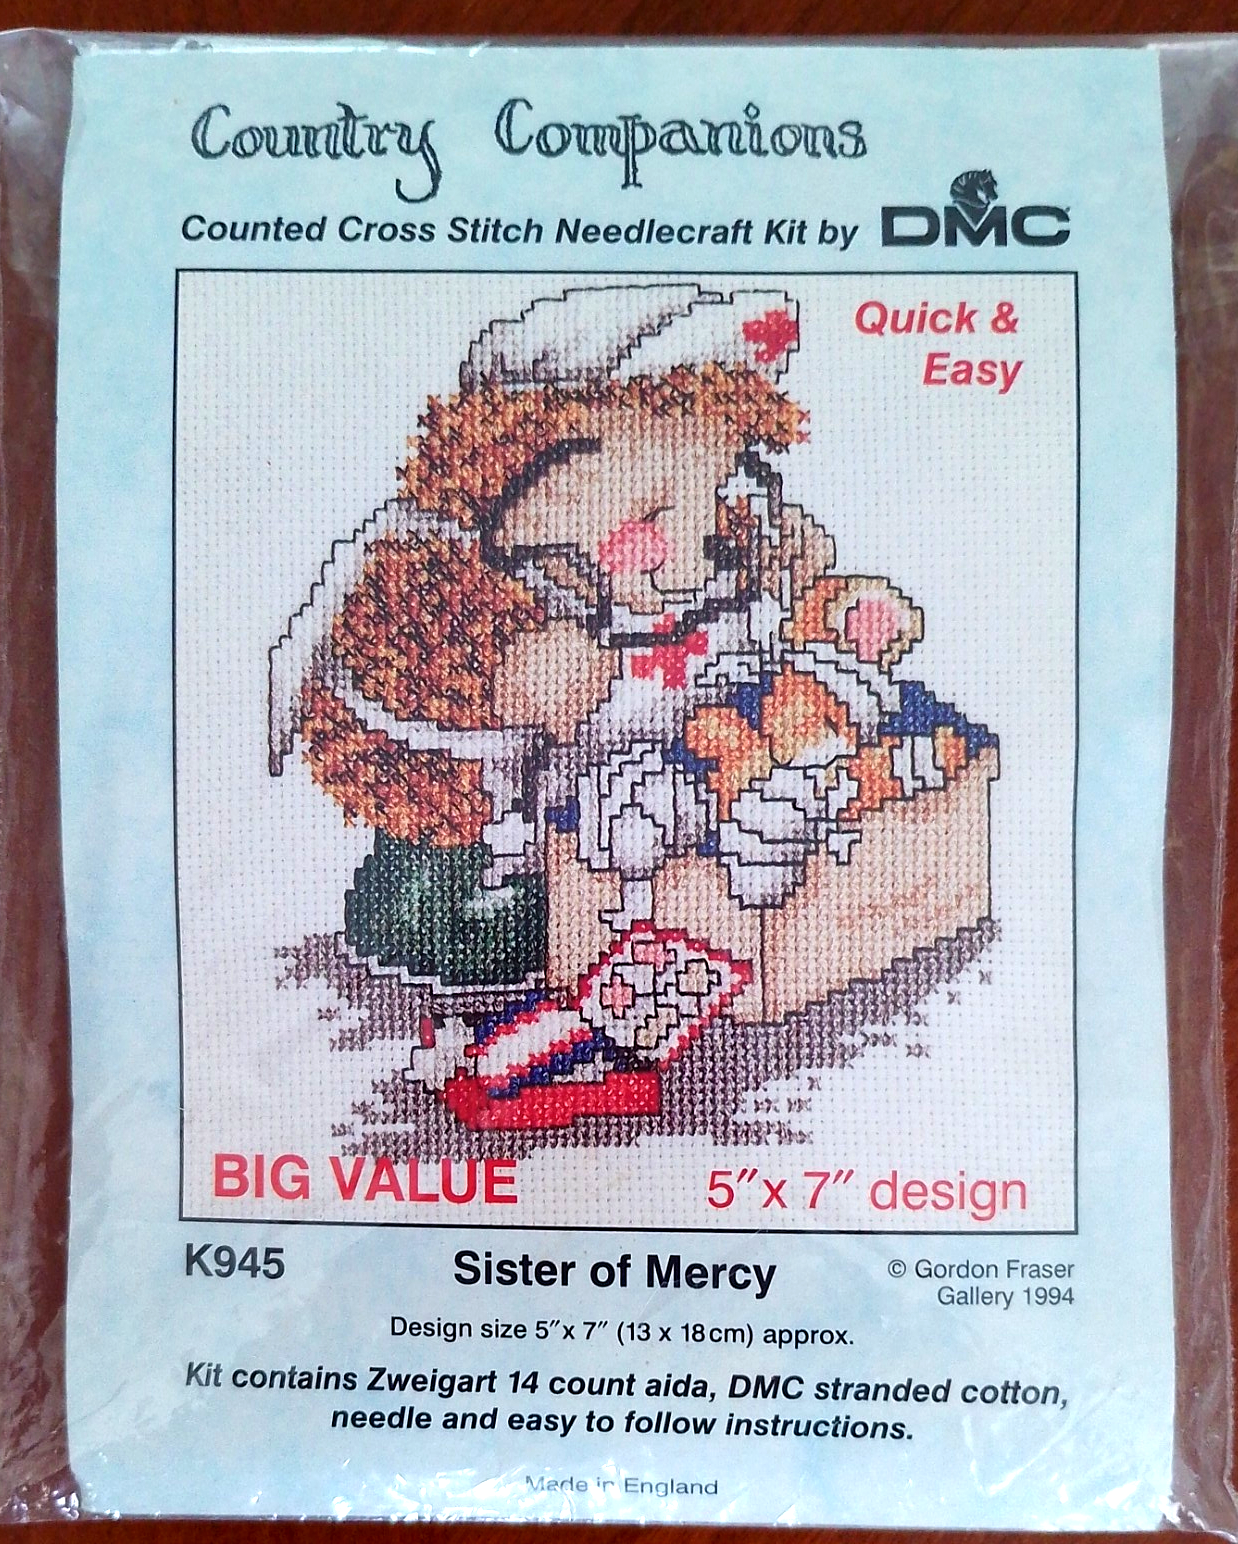 Country Companions
Counted Cross Stitch Needlecraft Kit by DMC
Quick &
Easy
BIG VALUE
5″x 7″ design
K945
Sister of Mercy
© Gordon Fraser
Gallery 1994
Design size 5″x 7″ (13 x 18cm) approx.
Kit contains Zweigart 14 count aida, DMC stranded cotton,
needle and easy to follow instructions.
Made in England